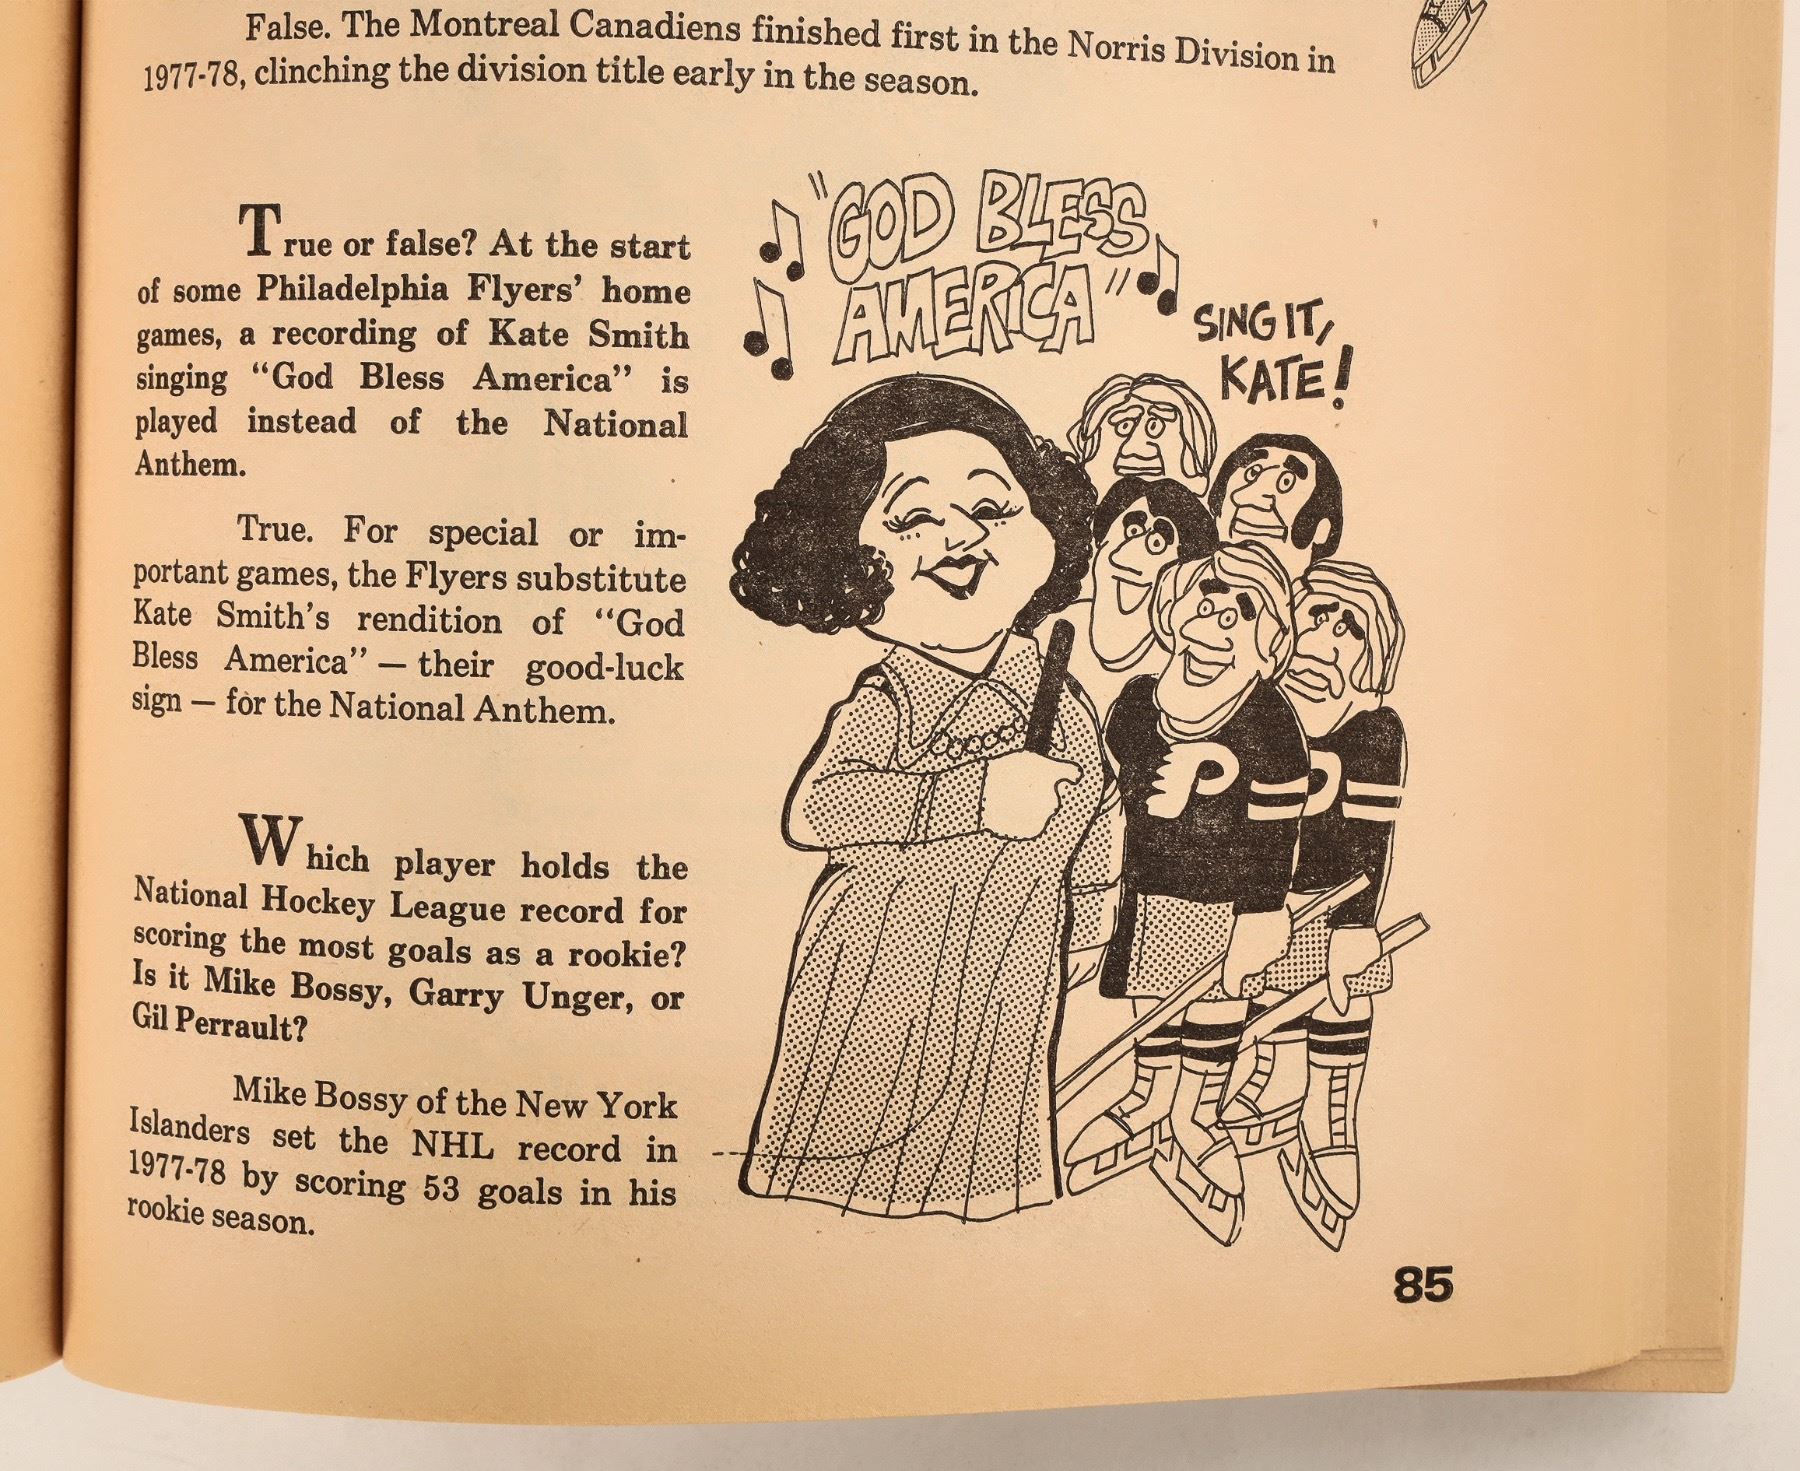 False. The Montreal Canadiens finished first in the Norris Division in
1977-78, clinching the division title early in the season.
True or false? At the start
of some Philadelphia Flyers’ home
games, a recording of Kate Smith
singing “God Bless America” is
played instead of the National
Anthem.
True. For special or im-
portant games, the Flyers substitute
Kate Smith’s rendition of “God
Bless America” — their good-luck
sign — for the National Anthem.
Which player holds the
National Hockey League record for
scoring the most goals as a rookie?
Is it Mike Bossy, Garry Unger, or
Gil Perrault?
Mike Bossy of the New York
Islanders set the NHL record in
1977-78 by scoring 53 goals in his
rookie season.
"GOD BLESS
AMERICA"
SING IT,
KATE!
P
P
85